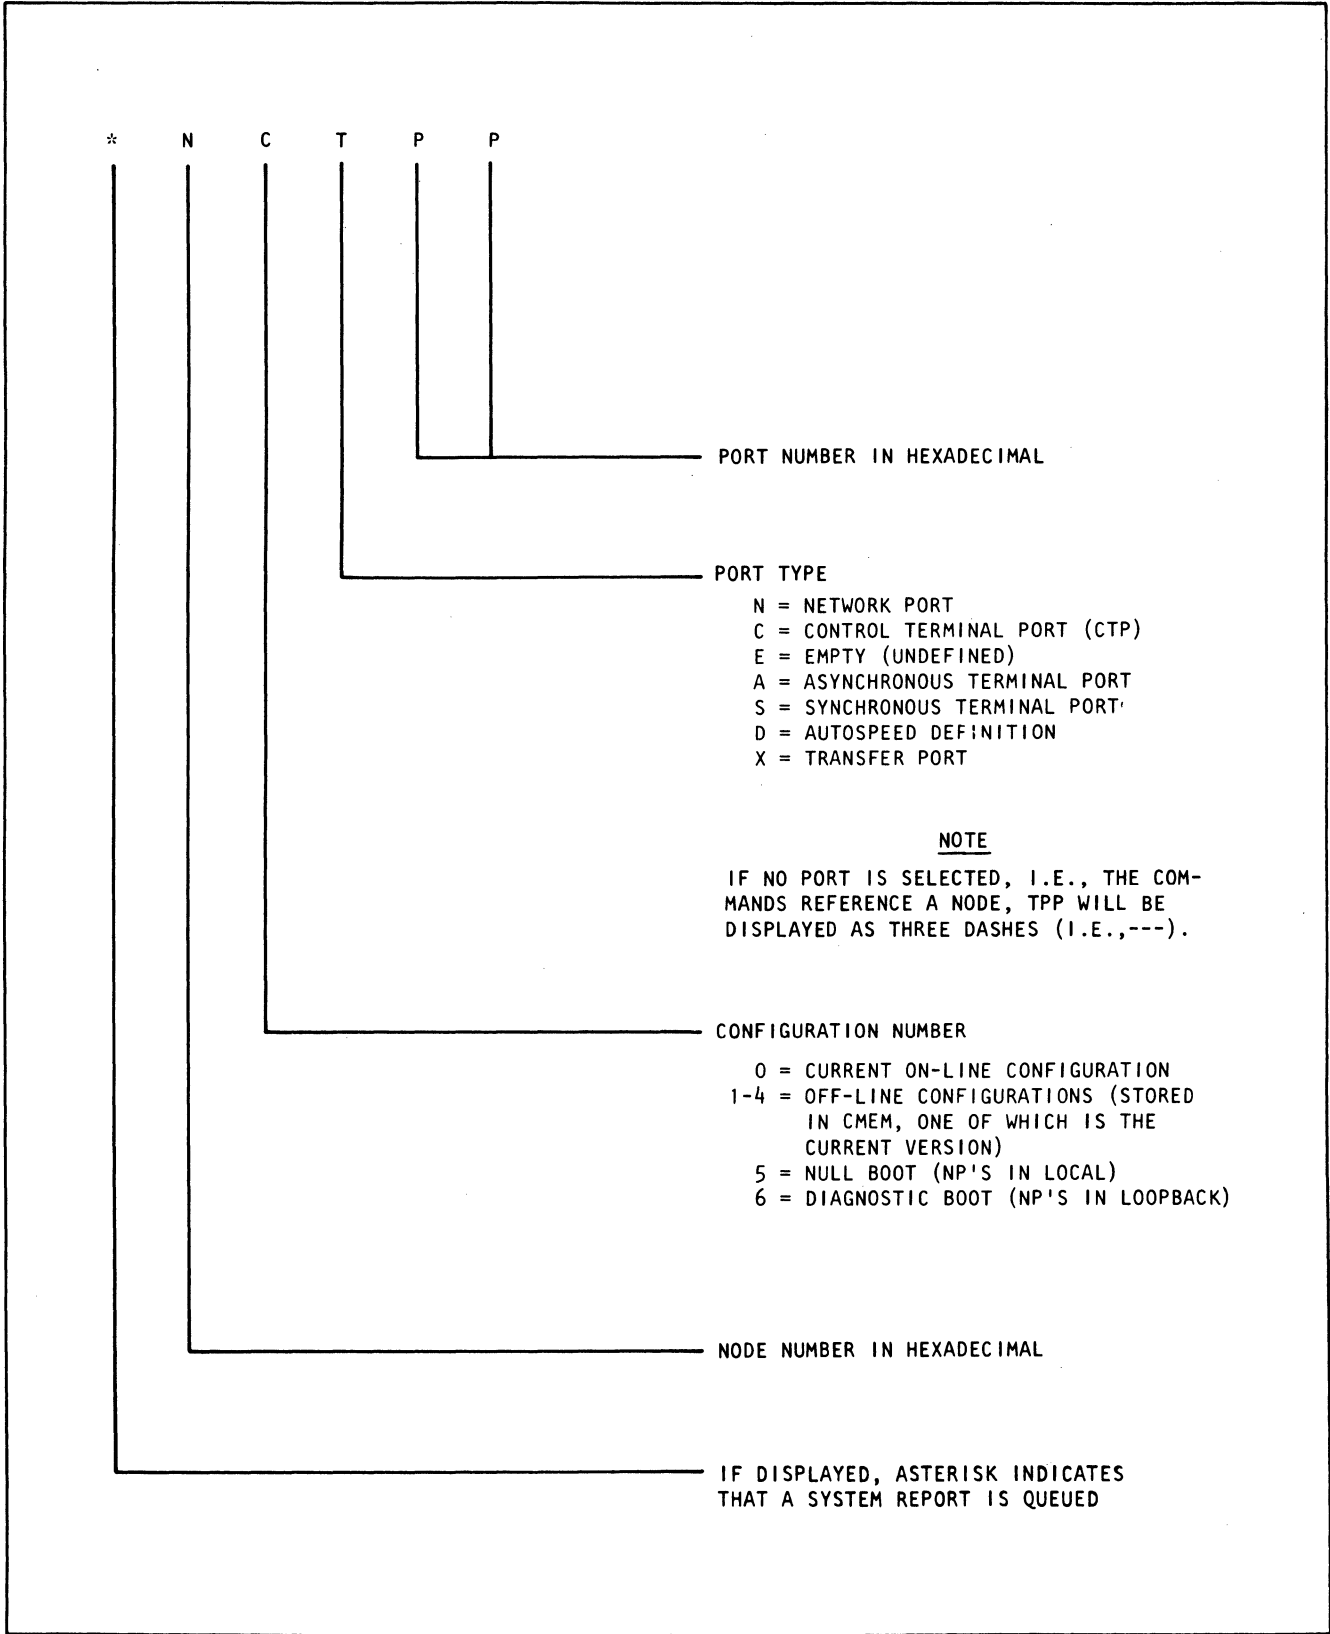 * N C T P P
PORT NUMBER IN HEXADECIMAL
PORT TYPE
N = NETWORK PORT
C = CONTROL TERMINAL PORT (CTP)
E = EMPTY (UNDEFINED)
A = ASYNCHRONOUS TERMINAL PORT
S = SYNCHRONOUS TERMINAL PORT
D = AUTOSPEED DEFINITION
X = TRANSFER PORT
NOTE
IF NO PORT IS SELECTED, I.E., THE COM-
MANDS REFERENCE A NODE, TPP WILL BE
DISPLAYED AS THREE DASHES (I.E.,---).
CONFIGURATION NUMBER
0 = CURRENT ON-LINE CONFIGURATION
1-4 = OFF-LINE CONFIGURATIONS (STORED
IN CMEM, ONE OF WHICH IS THE
CURRENT VERSION)
5 = NULL BOOT (NP'S IN LOCAL)
6 = DIAGNOSTIC BOOT (NP'S IN LOOPBACK)
NODE NUMBER IN HEXADECIMAL
IF DISPLAYED, ASTERISK INDICATES
THAT A SYSTEM REPORT IS QUEUED